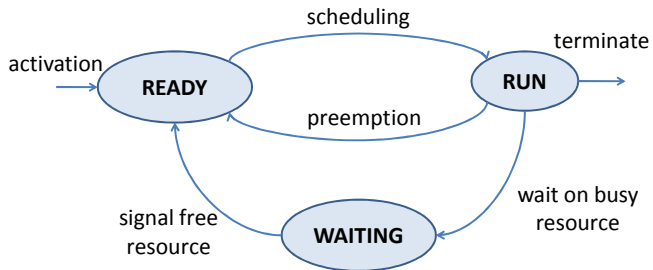 scheduling
terminate
activation
READY
RUN
preemption
wait on busy
resource
signal free
resource
WAITING